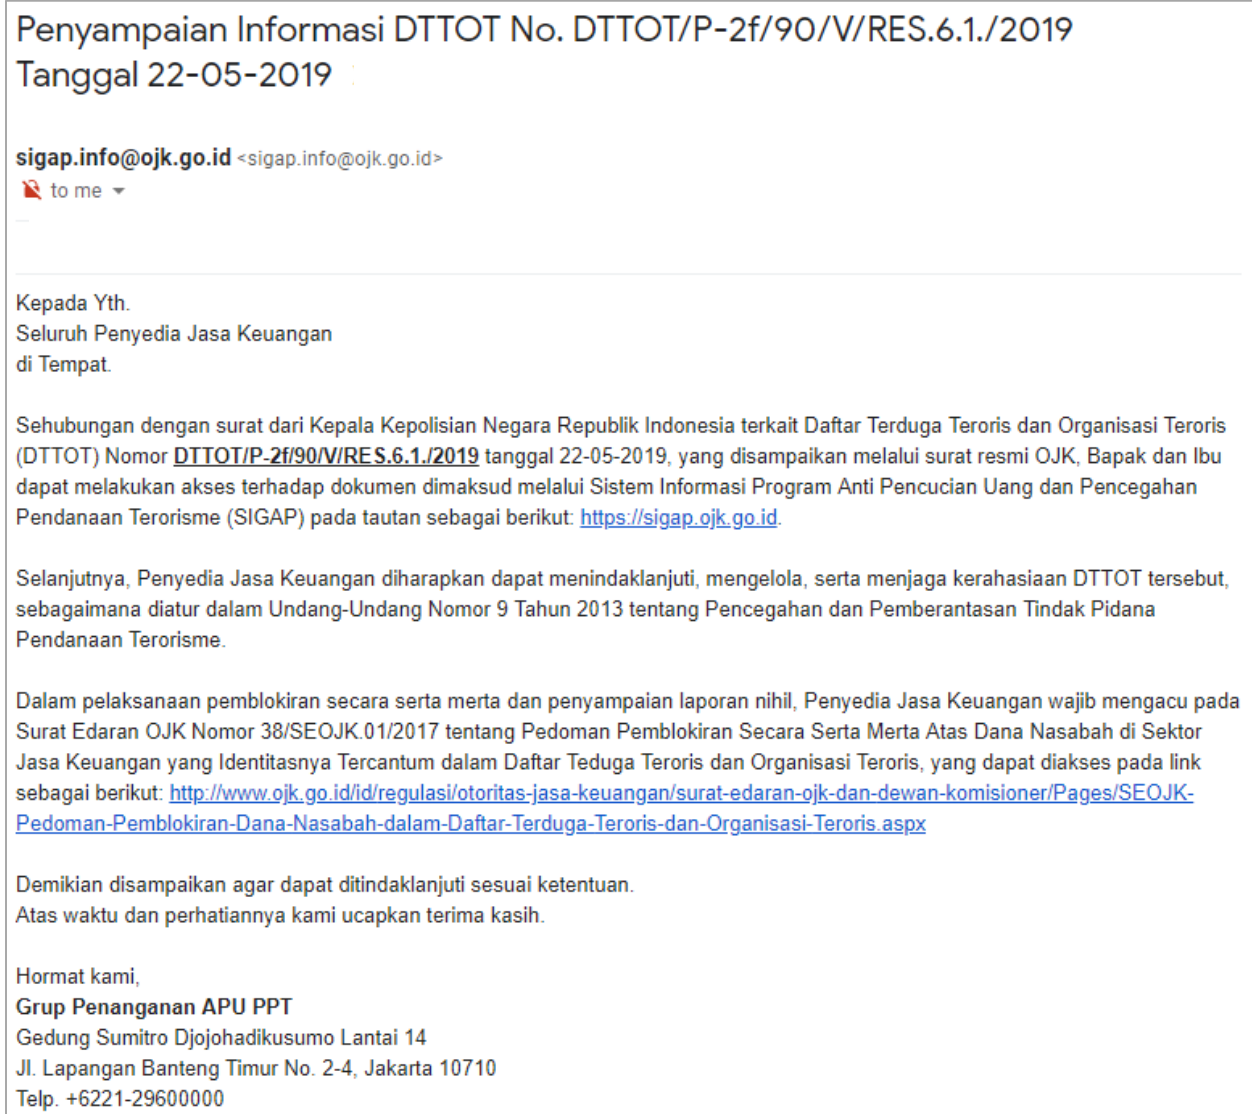 Penyampaian Informasi DTTOT No. DTTOT/P-2f/90/V/RES.6.1./2019
Tanggal 22-05-2019
sigap.info@ojk.go.id <sigap.info@ojk.go.id>
to me
Kepada Yth.
Seluruh Penyedia Jasa Keuangan
di Tempat.
Sehubungan dengan surat dari Kepala Kepolisian Negara Republik Indonesia terkait Daftar Terduga Teroris dan Organisasi Teroris
(DTTOT) Nomor DTTOT/P-2f/90/V/RES.6.1./2019 tanggal 22-05-2019, yang disampaikan melalui surat resmi OJK, Bapak dan Ibu
dapat melakukan akses terhadap dokumen dimaksud melalui Sistem Informasi Program Anti Pencucian Uang dan Pencegahan
Pendanaan Terorisme (SIGAP) pada tautan sebagai berikut: https://sigap.ojk.go.id.
Selanjutnya, Penyedia Jasa Keuangan diharapkan dapat menindaklanjuti, mengelola, serta menjaga kerahasiaan DTTOT tersebut,
sebagaimana diatur dalam Undang-Undang Nomor 9 Tahun 2013 tentang Pencegahan dan Pemberantasan Tindak Pidana
Pendanaan Terorisme.
Dalam pelaksanaan pemblokiran secara serta merta dan penyampaian laporan nihil, Penyedia Jasa Keuangan wajib mengacu pada
Surat Edaran OJK Nomor 38/SEOJK.01/2017 tentang Pedoman Pemblokiran Secara Serta Merta Atas Dana Nasabah di Sektor
Jasa Keuangan yang Identitasnya Tercantum dalam Daftar Teduga Teroris dan Organisasi Teroris, yang dapat diakses pada link
sebagai berikut: http://www.ojk.go.id/id/regulasi/otoritas-jasa-keuangan/surat-edaran-ojk-dan-dewan-komisioner/Pages/SEOJK-
Pedoman-Pemblokiran-Dana-Nasabah-dalam-Daftar-Terduga-Teroris-dan-Organisasi-Teroris.aspx
Demikian disampaikan agar dapat ditindaklanjuti sesuai ketentuan.
Atas waktu dan perhatiannya kami ucapkan terima kasih.
Hormat kami,
Grup Penanganan APU PPT
Gedung Sumitro Djojohadikusumo Lantai 14
Jl. Lapangan Banteng Timur No. 2-4, Jakarta 10710
Telp. +6221-29600000